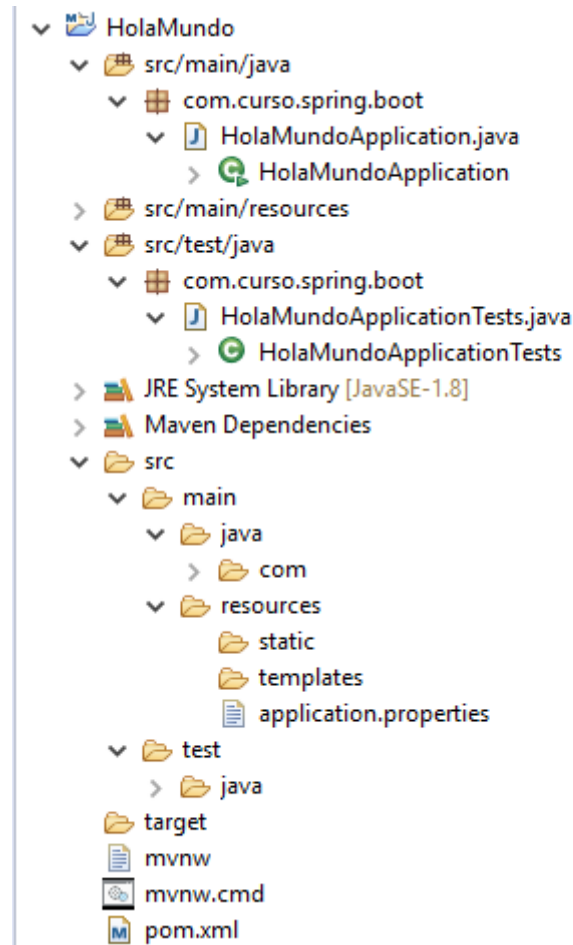 HolaMundo
src/main/java
com.curso.spring.boot
HolaMundoApplication.java
HolaMundoApplication
src/main/resources
src/test/java
com.curso.spring.boot
HolaMundoApplicationTests.java
HolaMundoApplicationTests
JRE System Library [JavaSE-1.8]
Maven Dependencies
src
main
java
com
resources
static
templates
application.properties
test
java
target
mvnw
mvnw.cmd
pom.xml